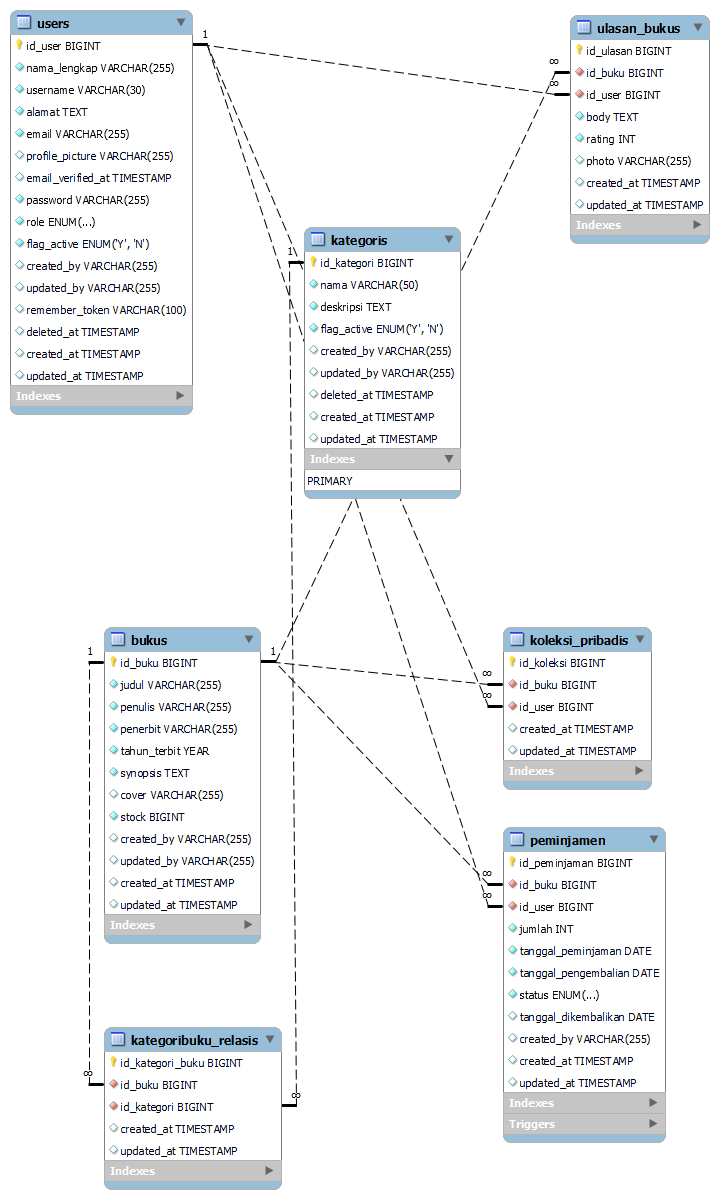 users
id_user BIGINT
nama_lengkap VARCHAR(255)
username VARCHAR(30)
alamat TEXT
email VARCHAR(255)
profile_picture VARCHAR(255)
email_verified_at TIMESTAMP
password VARCHAR(255)
role ENUM(...)
flag_active ENUM('Y', 'N')
created_by VARCHAR(255)
updated_by VARCHAR(255)
remember_token VARCHAR(100)
deleted_at TIMESTAMP
created_at TIMESTAMP
updated_at TIMESTAMP
Indexes
1
ulasan_bukus
id_ulasan BIGINT
∞
id_buku BIGINT
∞
id_user BIGINT
body TEXT
rating INT
photo VARCHAR(255)
created_at TIMESTAMP
updated_at TIMESTAMP
Indexes
kategoris
1
id_kategori BIGINT
nama VARCHAR(50)
deskripsi TEXT
flag_active ENUM('Y', 'N')
created_by VARCHAR(255)
updated_by VARCHAR(255)
deleted_at TIMESTAMP
created_at TIMESTAMP
updated_at TIMESTAMP
Indexes
PRIMARY
bukus
1
1
id_buku BIGINT
judul VARCHAR(255)
penulis VARCHAR(255)
penerbit VARCHAR(255)
tahun_terbit YEAR
synopsis TEXT
cover VARCHAR(255)
stock BIGINT
created_by VARCHAR(255)
updated_by VARCHAR(255)
created_at TIMESTAMP
updated_at TIMESTAMP
Indexes
koleksi_pribadis
id_koleksi BIGINT
∞
id_buku BIGINT
∞
id_user BIGINT
created_at TIMESTAMP
updated_at TIMESTAMP
Indexes
peminjamen
id_peminjaman BIGINT
∞
id_buku BIGINT
∞
id_user BIGINT
jumlah INT
tanggal_peminjaman DATE
tanggal_pengembalian DATE
status ENUM(...)
tanggal_dikembalikan DATE
created_by VARCHAR(255)
created_at TIMESTAMP
updated_at TIMESTAMP
Indexes
Triggers
kategoribuku_relasis
id_kategori_buku BIGINT
∞
id_buku BIGINT
∞
id_kategori BIGINT
created_at TIMESTAMP
updated_at TIMESTAMP
Indexes